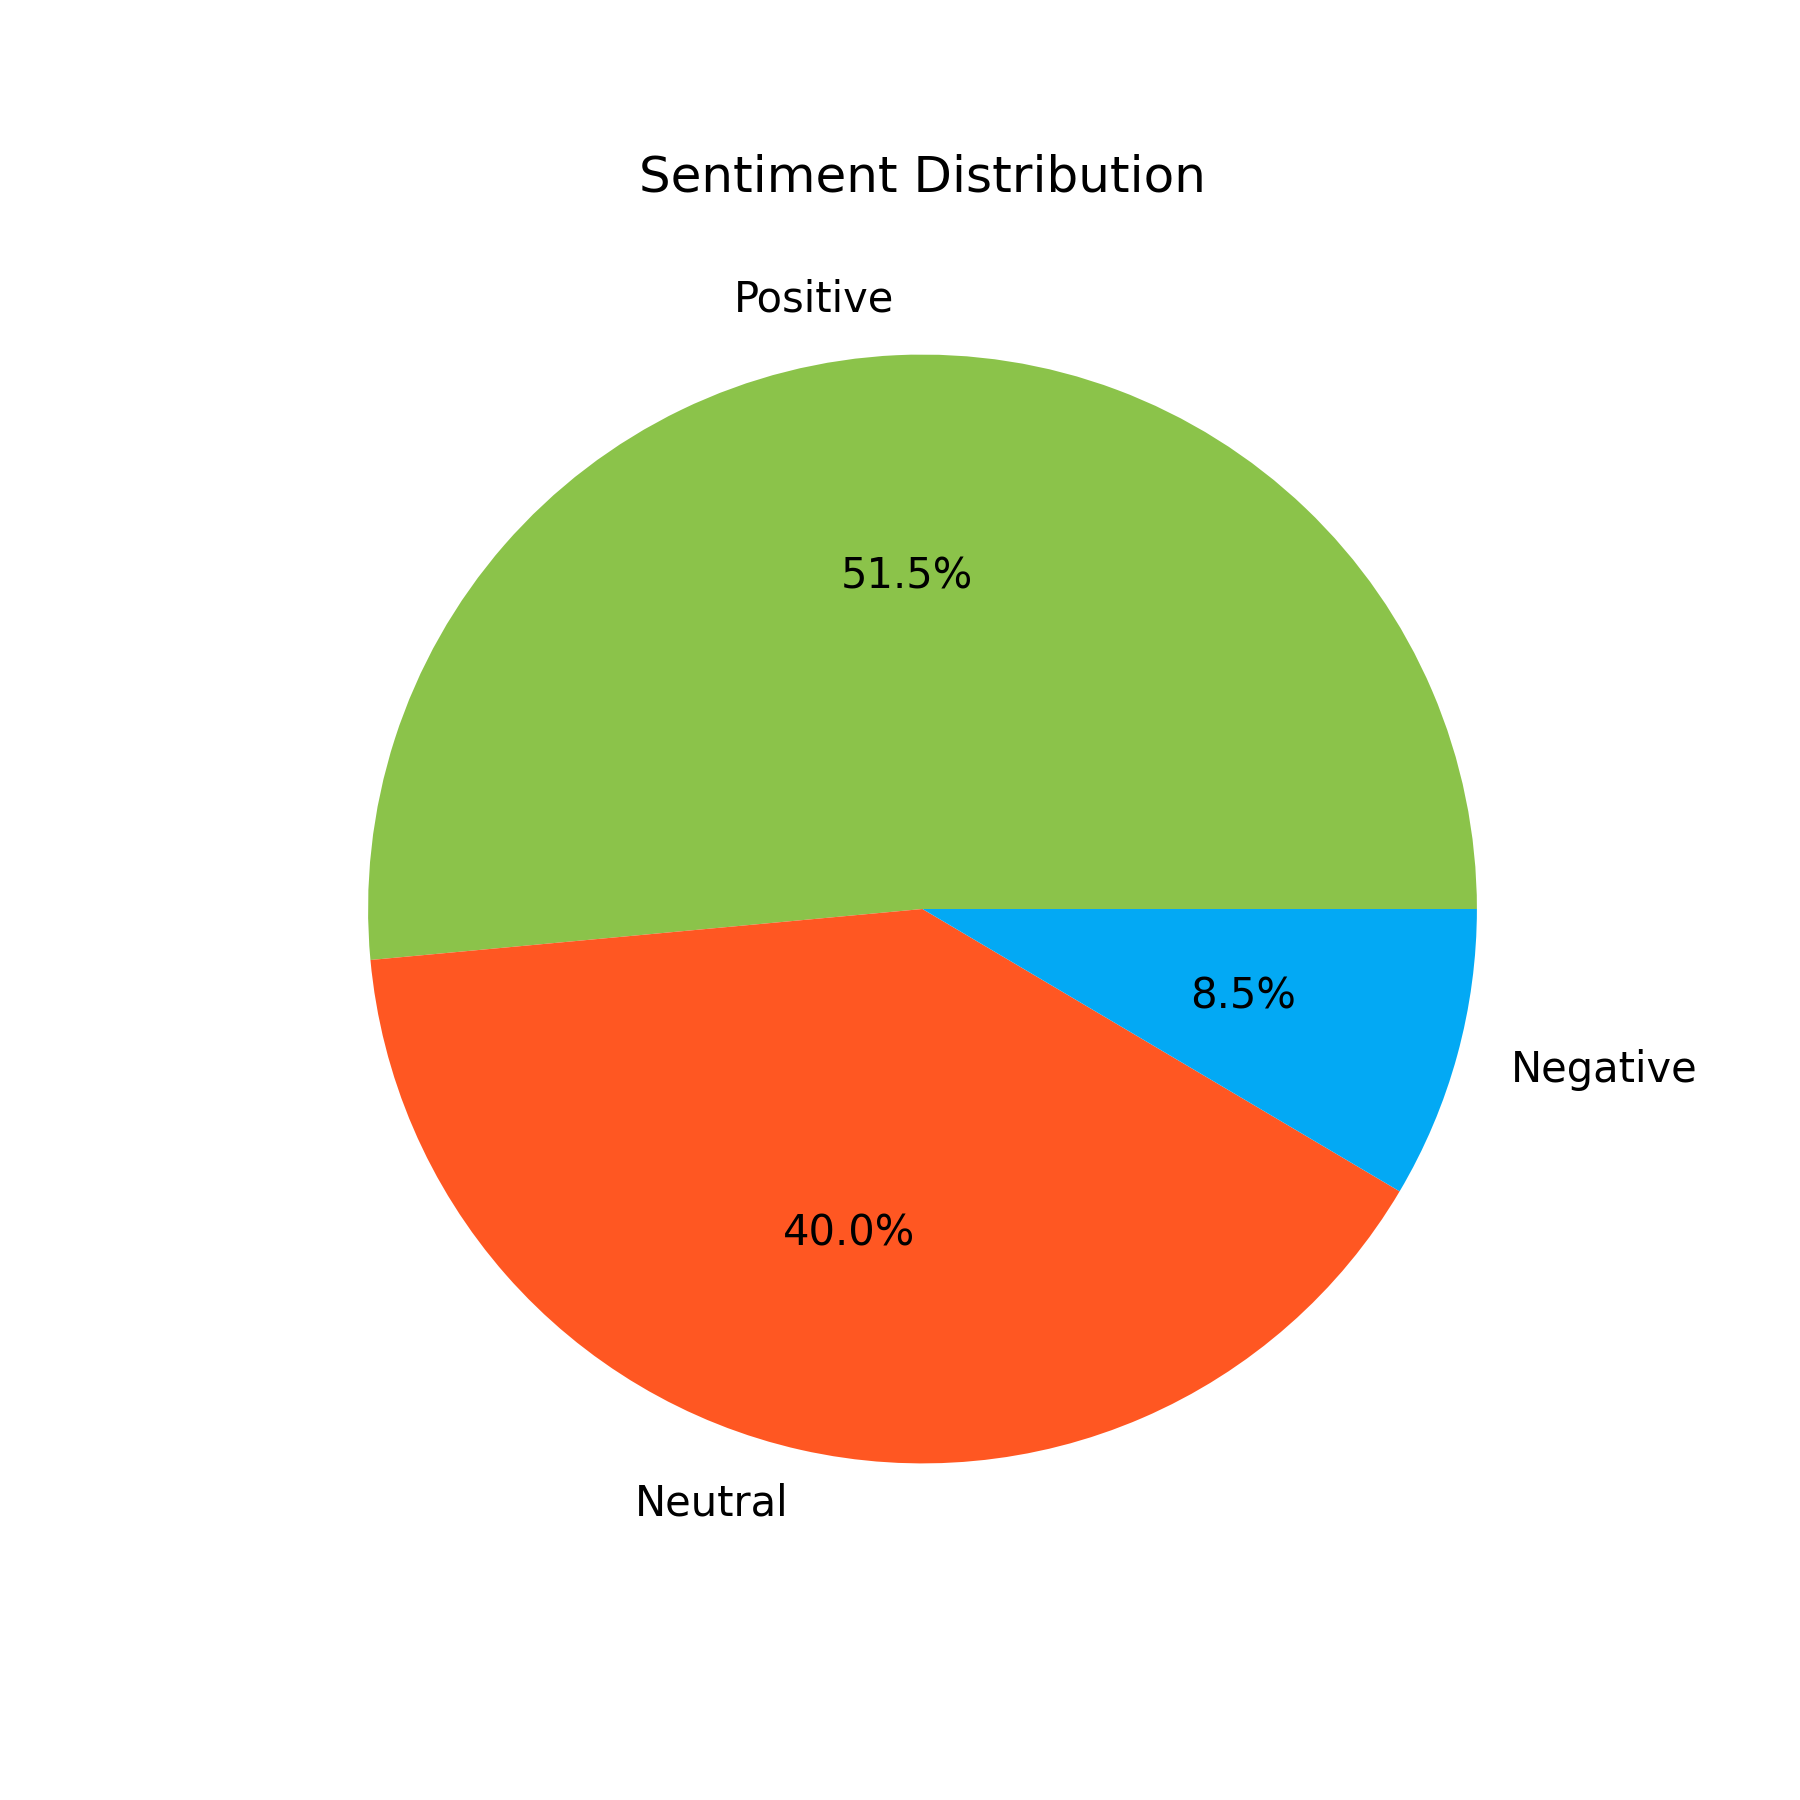 Sentiment Distribution
Positive
51.5%
8.5%
Negative
40.0%
Neutral